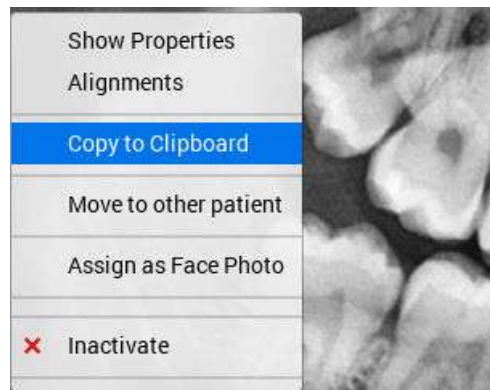 Show Properties
Alignments
Copy to Clipboard
Move to other patient
Assign as Face Photo
Inactivate